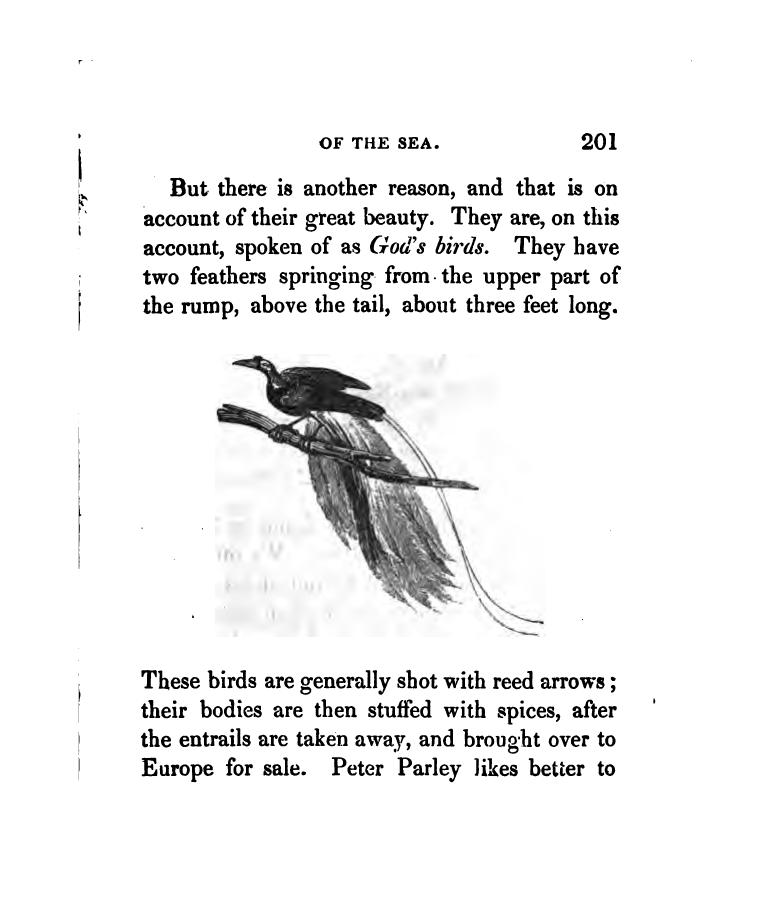 OF THE SEA. 201
But there is another reason, and that is on
account of their great beauty. They are, on this
account, spoken of as God's birds. They have
two feathers springing from the upper part of
the rump, above the tail, about three feet long.
These birds are generally shot with reed arrows;
their bodies are then stuffed with spices, after
the entrails are taken away, and brought over to
Europe for sale. Peter Parley likes better to